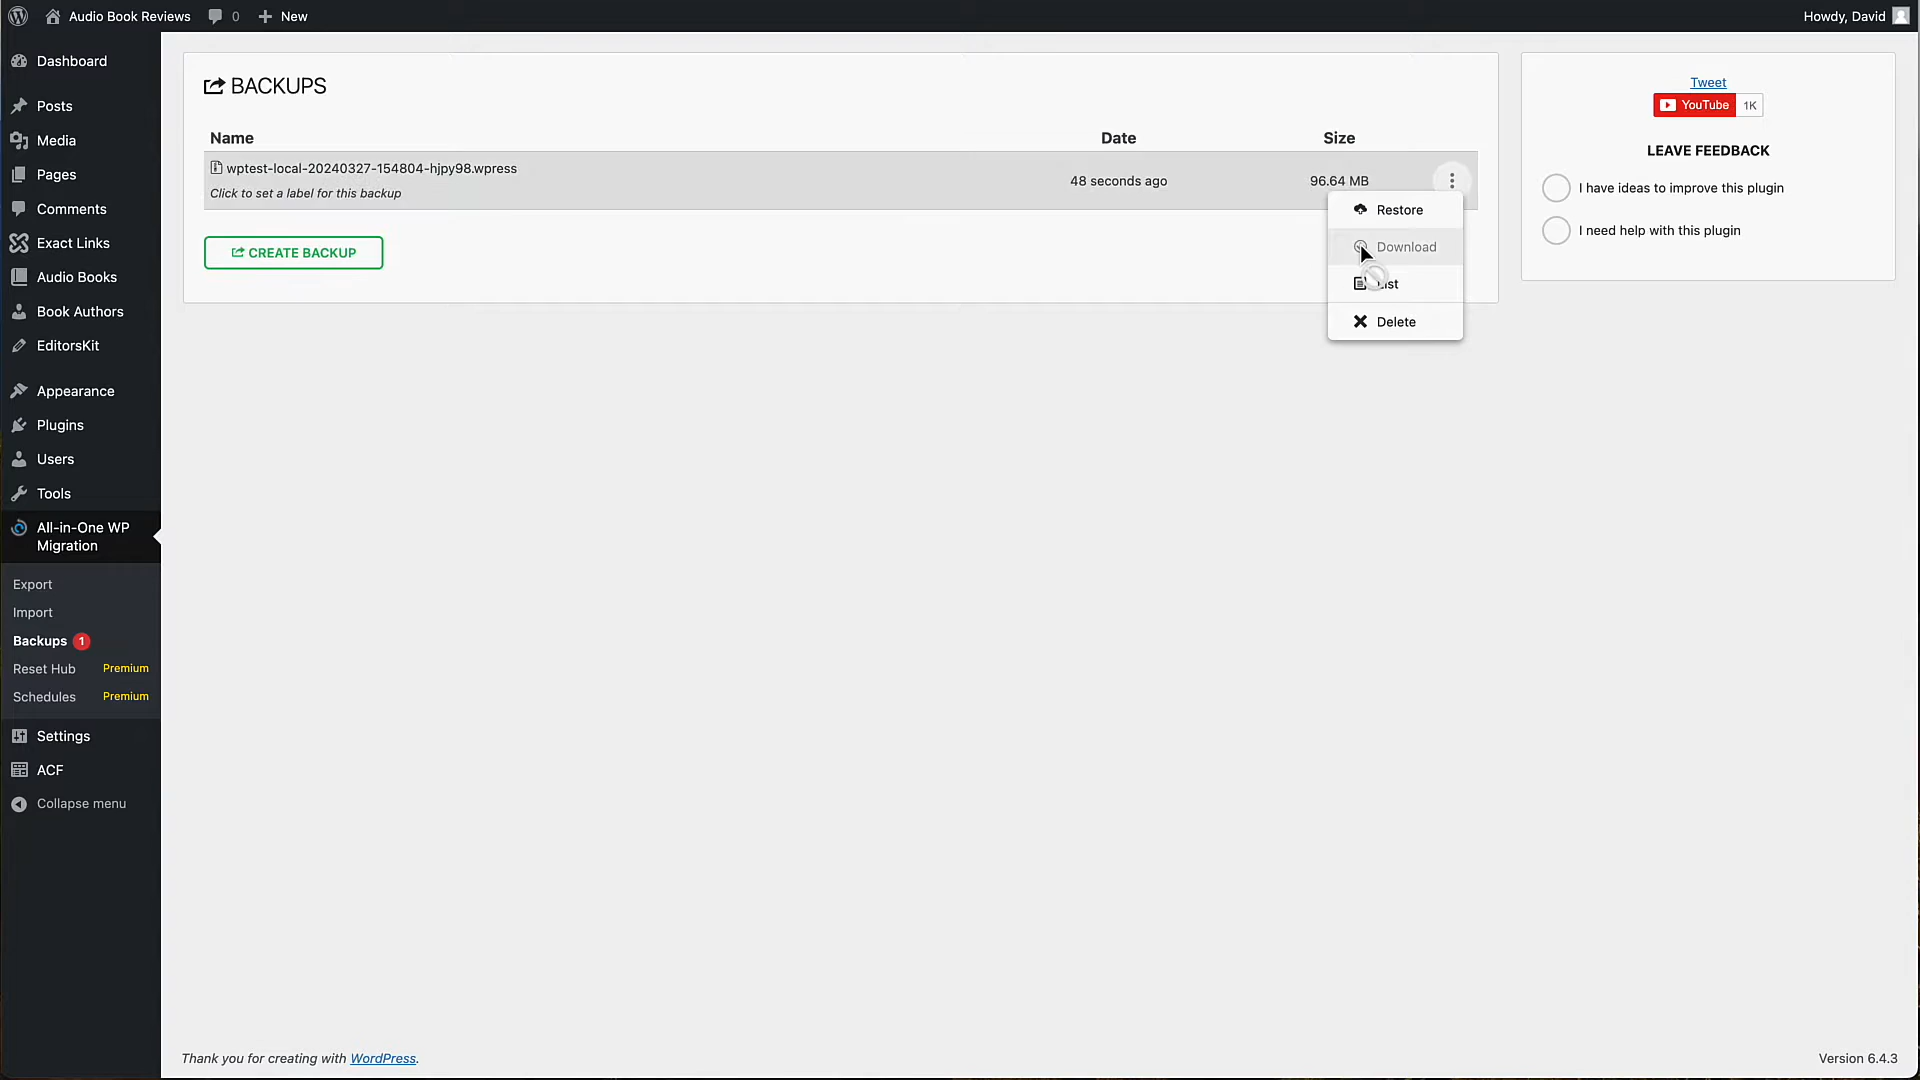 Audio Book Reviews
0
New
Howdy, David
Dashboard
Posts
Media
Pages
Comments
Exact Links
Audio Books
Book Authors
EditorsKit
Appearance
Plugins
Users
Tools
All-in-One WP
Migration
Export
Import
Backups 1
Reset Hub Premium
Schedules Premium
Settings
ACF
Collapse menu
BACKUPS
Name Date Size
wptest-local-20240327-154804-hjpy98.wpress
Click to set a label for this backup
48 seconds ago
96.64 MB
Restore
Download
Delete
CREATE BACKUP
Tweet
YouTube 1K
LEAVE FEEDBACK
I have ideas to improve this plugin
I need help with this plugin
Thank you for creating with WordPress.
Version 6.4.3